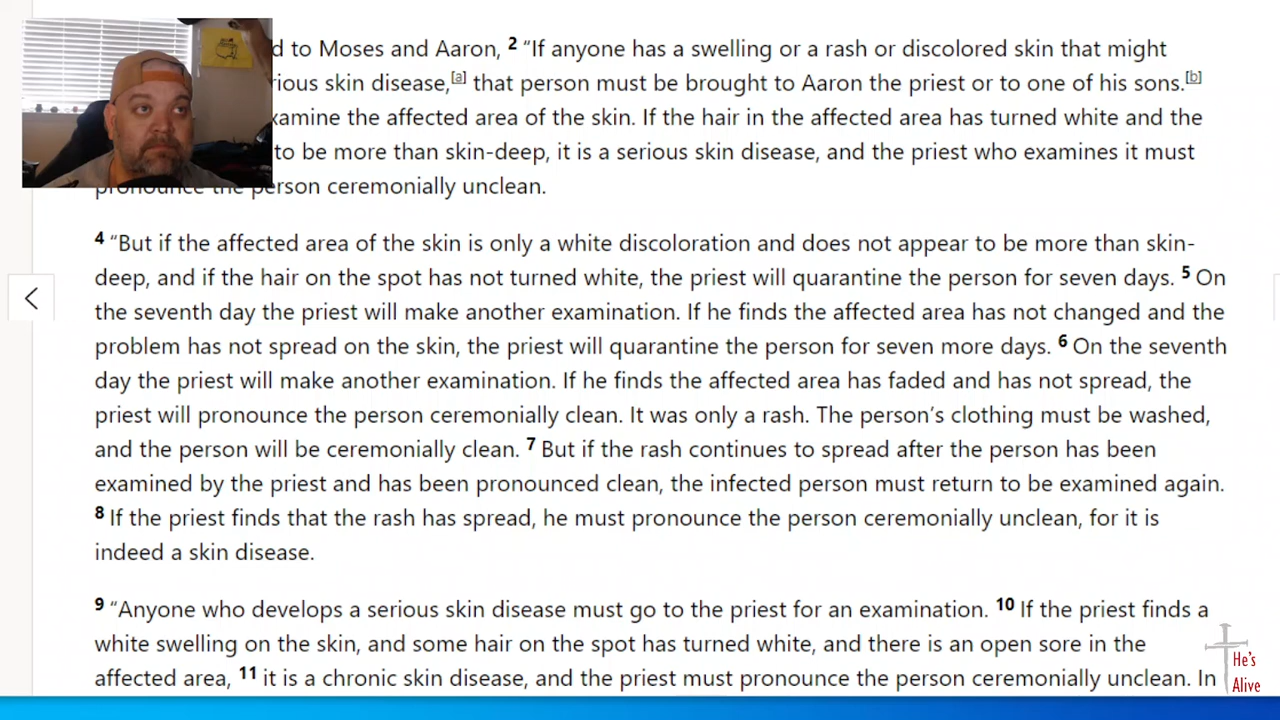 d to Moses and Aaron, 2 “If anyone has a swelling or a rash or discolored skin that might
rious skin disease,[a] that person must be brought to Aaron the priest or to one of his sons.[b]
xamine the affected area of the skin. If the hair in the affected area has turned white and the
to be more than skin-deep, it is a serious skin disease, and the priest who examines it must
pronounce the person ceremonially unclean.
4 “But if the affected area of the skin is only a white discoloration and does not appear to be more than skin-
deep, and if the hair on the spot has not turned white, the priest will quarantine the person for seven days. 5 On
the seventh day the priest will make another examination. If he finds the affected area has not changed and the
problem has not spread on the skin, the priest will quarantine the person for seven more days. 6 On the seventh
day the priest will make another examination. If he finds the affected area has faded and has not spread, the
priest will pronounce the person ceremonially clean. It was only a rash. The person’s clothing must be washed,
and the person will be ceremonially clean. 7 But if the rash continues to spread after the person has been
examined by the priest and has been pronounced clean, the infected person must return to be examined again.
8 If the priest finds that the rash has spread, he must pronounce the person ceremonially unclean, for it is
indeed a skin disease.
9 “Anyone who develops a serious skin disease must go to the priest for an examination. 10 If the priest finds a
white swelling on the skin, and some hair on the spot has turned white, and there is an open sore in the
affected area, 11 it is a chronic skin disease, and the priest must pronounce the person ceremonially unclean. In
He's
Alive